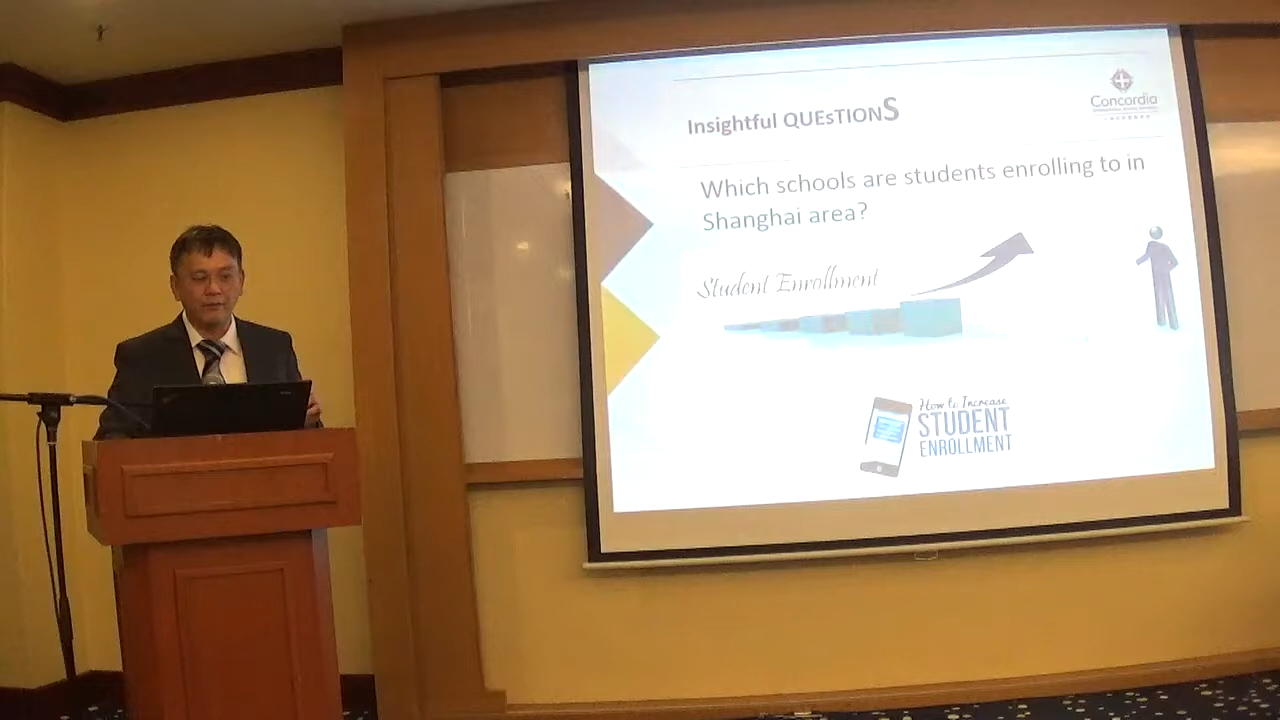 Insightful QUEsTIONS
Concordia
Which schools are students enrolling to in
Shanghai area?
Student Enrollment
How to Increase
STUDENT
ENROLLMENT